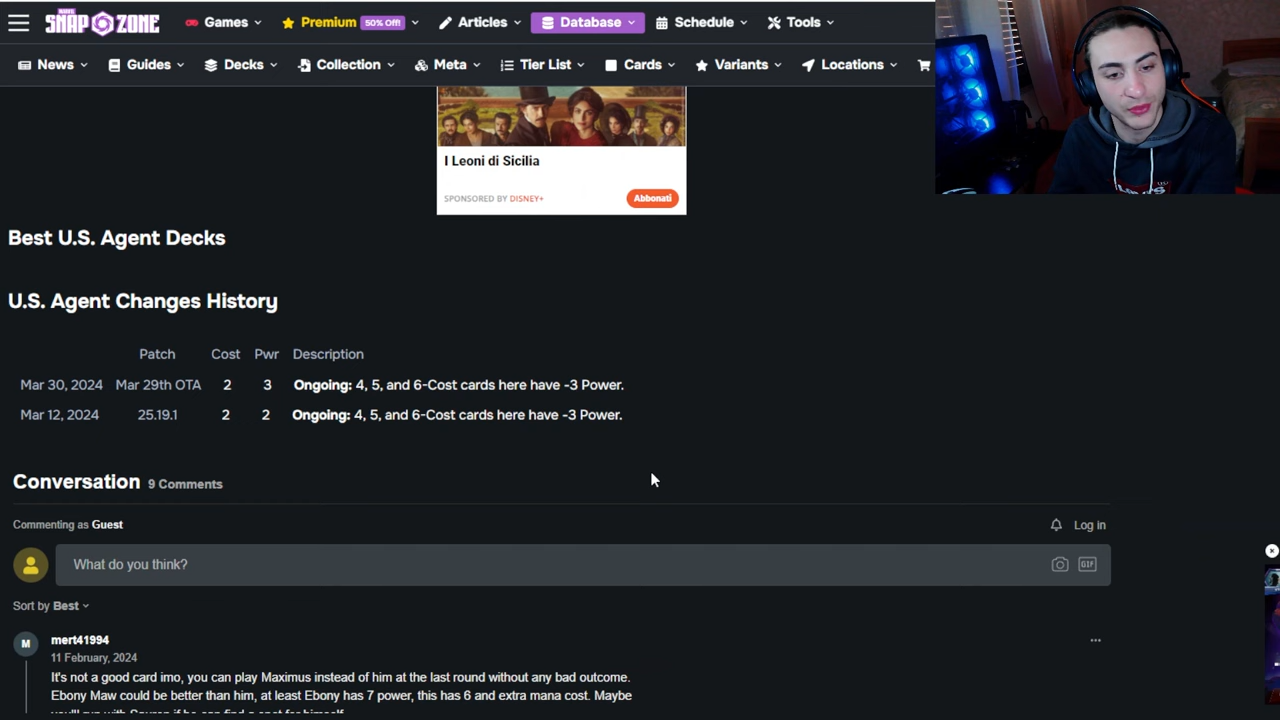 MARVEL SNAP ZONE Games Premium 50% Off! Articles Database Schedule Tools
News Guides Decks Collection Meta Tier List Cards Variants Locations
I Leoni di Sicilia
SPONSORED BY DISNEY+ Abbonati
Best U.S. Agent Decks
U.S. Agent Changes History
Patch Cost Pwr Description
Mar 30, 2024 Mar 29th OTA 2 3 Ongoing: 4, 5, and 6-Cost cards here have -3 Power.
Mar 12, 2024 25.19.1 2 2 Ongoing: 4, 5, and 6-Cost cards here have -3 Power.
Conversation 9 Comments
Commenting as Guest Log in
What do you think? GIF
Sort by Best
M mert41994
11 February, 2024
It's not a good card imo, you can play Maximus instead of him at the last round without any bad outcome.
Ebony Maw could be better than him, at least Ebony has 7 power, this has 6 and extra mana cost. Maybe